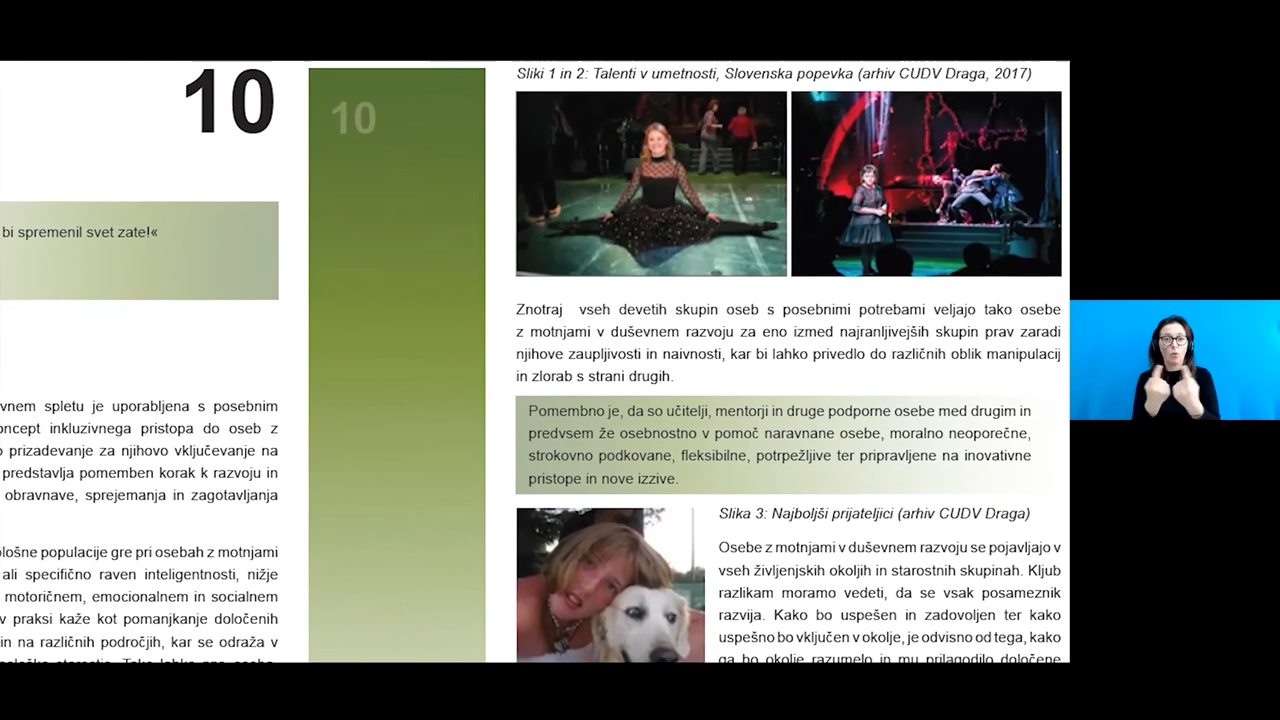 10
bi spremenil svet zate!«
vnem spletu je uporabljena s posebnim
oncept inkluzivnega pristopa do oseb z
prizadevanje za njihovo vključevanje na
predstavlja pomemben korak k razvoju in
obravnave, sprejemanja in zagotavljanja
lošne populacije gre pri osebah z motnjami
ali specifično raven inteligentnosti, nižje
motoričnem, emocionalnem in socialnem
v praksi kaže kot pomanjkanje določenih
in na različnih področjih, kar se odraža v
10
Sliki 1 in 2: Talenti v umetnosti, Slovenska popevka (arhiv CUDV Draga, 2017)
Znotraj vseh devetih skupin oseb s posebnimi potrebami veljajo tako osebe
z motnjami v duševnem razvoju za eno izmed najranljivejših skupin prav zaradi
njihove zaupljivosti in naivnosti, kar bi lahko privedlo do različnih oblik manipulacij
in zlorab s strani drugih.
Pomembno je, da so učitelji, mentorji in druge podporne osebe med drugim in
predvsem že osebnostno v pomoč naravnane osebe, moralno neoporečne,
strokovno podkovane, fleksibilne, potrpežljive ter pripravljene na inovativne
pristope in nove izzive.
Slika 3: Najboljši prijateljici (arhiv CUDV Draga)
Osebe z motnjami v duševnem razvoju se pojavljajo v
vseh življenjskih okoljih in starostnih skupinah. Kljub
razlikam moramo vedeti, da se vsak posameznik
razvija. Kako bo uspešen in zadovoljen ter kako
uspešno bo vključen v okolje, je odvisno od tega, kako
ga bo okolje razumelo in mu prilagodilo določene